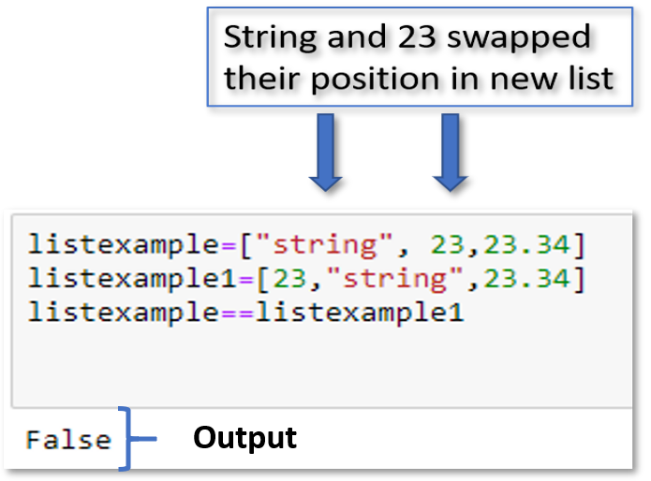 String and 23 swapped
their position in new list
listexample=["string", 23,23.34]
listexample1=[23,"string",23.34]
listexample==listexample1
False
Output